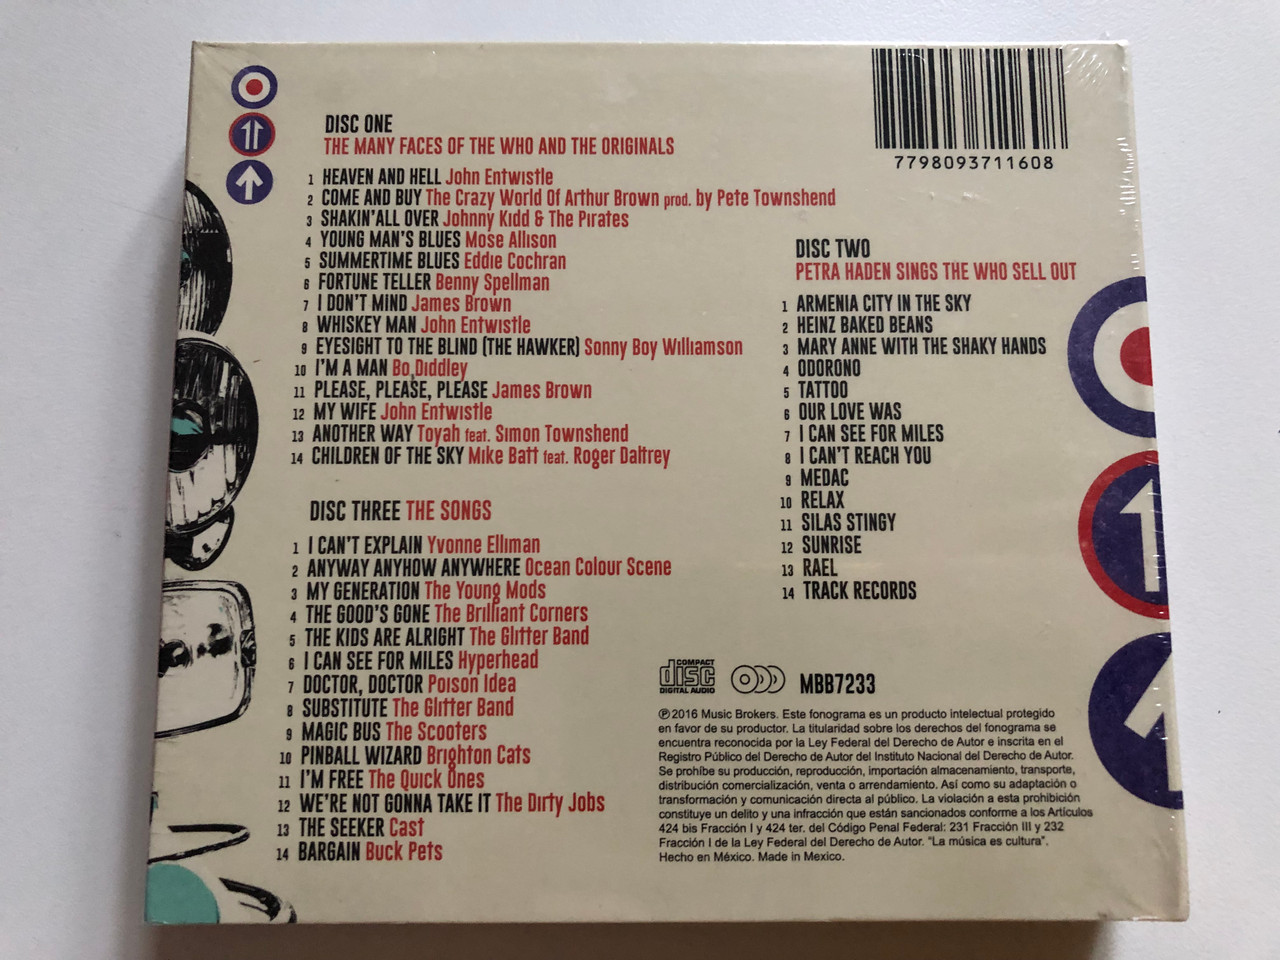 DISC ONE
THE MANY FACES OF THE WHO AND THE ORIGINALS
1 HEAVEN AND HELL John Entwistle
2 COME AND BUY The Crazy World Of Arthur Brown prod. by Pete Townshend
3 SHAKIN' ALL OVER Johnny Kidd & The Pirates
4 YOUNG MAN'S BLUES Mose Allison
5 SUMMERTIME BLUES Eddie Cochran
6 FORTUNE TELLER Benny Spellman
7 I DON'T MIND James Brown
8 WHISKEY MAN John Entwistle
9 EYESIGHT TO THE BLIND (THE HAWKER) Sonny Boy Williamson
10 I'M A MAN Bo Diddley
11 PLEASE, PLEASE, PLEASE James Brown
12 MY WIFE John Entwistle
13 ANOTHER WAY Toyah feat. Simon Townshend
14 CHILDREN OF THE SKY Mike Batt feat. Roger Daltrey
DISC THREE THE SONGS
1 I CAN'T EXPLAIN Yvonne Elliman
2 ANYWAY ANYHOW ANYWHERE Ocean Colour Scene
3 MY GENERATION The Young Mods
4 THE GOOD'S GONE The Brilliant Corners
5 THE KIDS ARE ALRIGHT The Glitter Band
6 I CAN SEE FOR MILES Hyperhead
7 DOCTOR, DOCTOR Poison Idea
8 SUBSTITUTE The Glitter Band
9 MAGIC BUS The Scooters
10 PINBALL WIZARD Brighton Cats
11 I'M FREE The Quick Ones
12 WE'RE NOT GONNA TAKE IT The Dirty Jobs
13 THE SEEKER Cast
14 BARGAIN Buck Pets
7798093711608
DISC TWO
PETRA HADEN SINGS THE WHO SELL OUT
1 ARMENIA CITY IN THE SKY
2 HEINZ BAKED BEANS
3 MARY ANNE WITH THE SHAKY HANDS
4 ODORONO
5 TATTOO
6 OUR LOVE WAS
7 I CAN SEE FOR MILES
8 I CAN'T REACH YOU
9 MEDAC
10 RELAX
11 SILAS STINGY
12 SUNRISE
13 RAEL
14 TRACK RECORDS
COMPACT
disc
DIGITAL AUDIO
MBB7233
℗ 2016 Music Brokers. Este fonograma es un producto intelectual protegido
en favor de su productor. La titularidad sobre los derechos del fonograma se
encuentra reconocida por la Ley Federal del Derecho de Autor e inscrita en el
Registro Público del Derecho de Autor del Instituto Nacional del Derecho de Autor.
Se prohíbe su producción, reproducción, importación almacenamiento, transporte,
distribución comercialización, venta o arrendamiento. Así como su adaptación o
transformación y comunicación directa al público. La violación a esta prohibición
constituye un delito y una infracción que están sancionados conforme a los Artículos
424 bis Fracción I y 424 ter. del Código Penal Federal: 231 Fracción III y 232
Fracción I de la Ley Federal del Derecho de Autor. "La música es cultura".
Hecho en México. Made in Mexico.